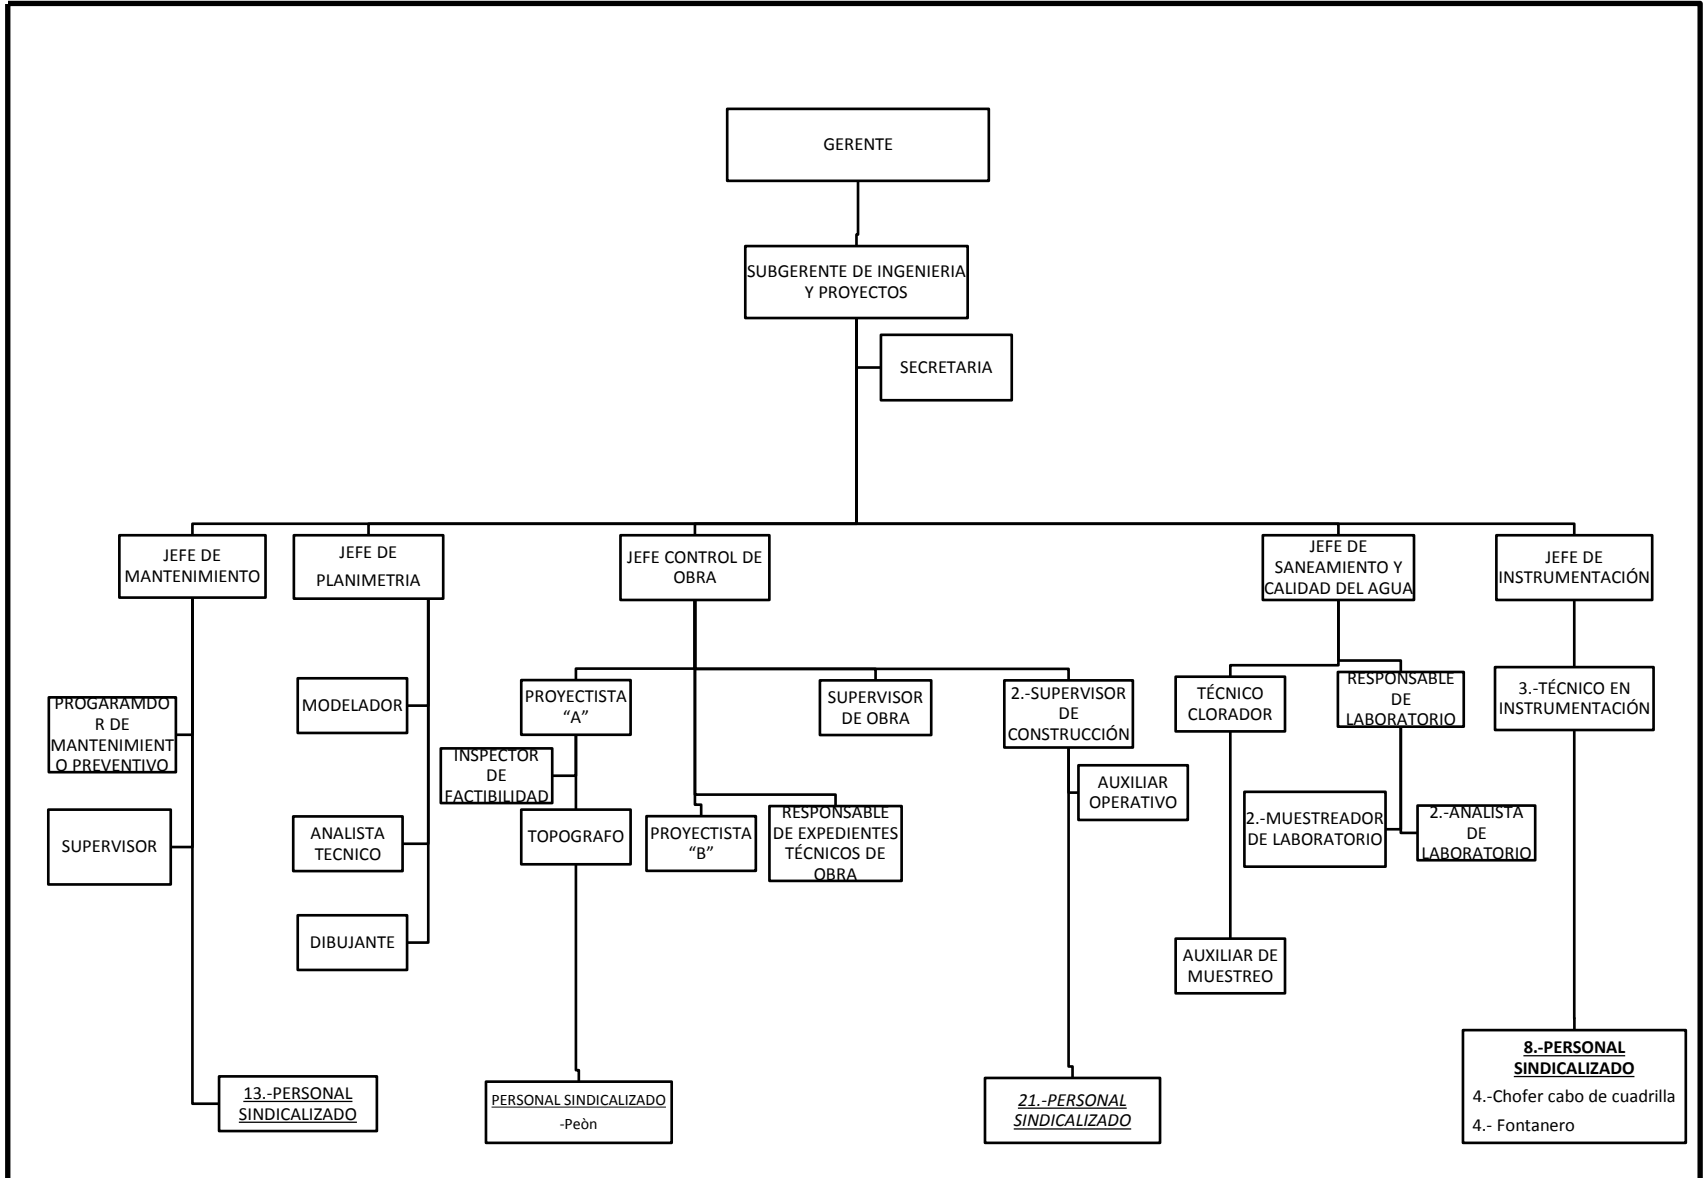 GERENTE
SUBGERENTE DE INGENIERIA
Y PROYECTOS
SECRETARIA
JEFE DE
MANTENIMIENTO
JEFE DE
PLANIMETRIA
JEFE CONTROL DE
OBRA
JEFE DE
SANEAMIENTO Y
CALIDAD DEL AGUA
JEFE DE
INSTRUMENTACIÓN
PROGARAMDO
R DE
MANTENIMIENT
O PREVENTIVO
SUPERVISOR
13.-PERSONAL
SINDICALIZADO
MODELADOR
ANALISTA
TECNICO
DIBUJANTE
PROYECTISTA
“A”
INSPECTOR
DE
FACTIBILIDAD
TOPOGRAFO
PERSONAL SINDICALIZADO
-Peòn
PROYECTISTA
“B”
RESPONSABLE
DE EXPEDIENTES
TÉCNICOS DE
OBRA
SUPERVISOR
DE OBRA
2.-SUPERVISOR
DE
CONSTRUCCIÓN
AUXILIAR
OPERATIVO
21.-PERSONAL
SINDICALIZADO
TÉCNICO
CLORADOR
AUXILIAR DE
MUESTREO
RESPONSABLE
DE
LABORATORIO
2.-MUESTREADOR
DE LABORATORIO
2.-ANALISTA
DE
LABORATORIO
3.-TÉCNICO EN
INSTRUMENTACIÓN
8.-PERSONAL
SINDICALIZADO
4.-Chofer cabo de cuadrilla
4.- Fontanero